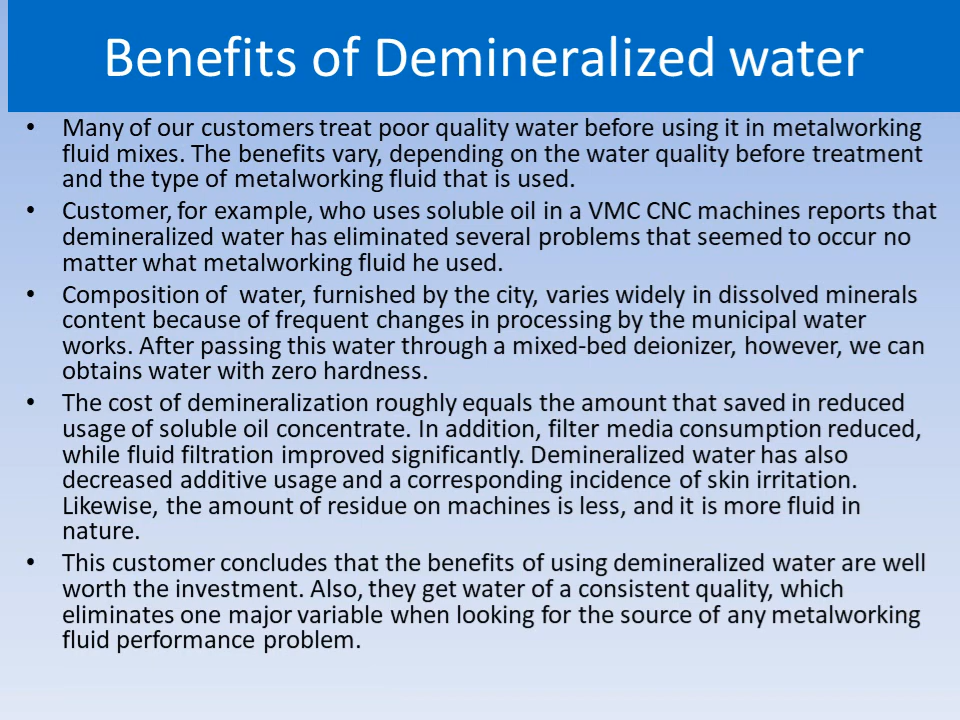 Benefits of Demineralized water
• Many of our customers treat poor quality water before using it in metalworking
fluid mixes. The benefits vary, depending on the water quality before treatment
and the type of metalworking fluid that is used.
• Customer, for example, who uses soluble oil in a VMC CNC machines reports that
demineralized water has eliminated several problems that seemed to occur no
matter what metalworking fluid he used.
• Composition of  water, furnished by the city, varies widely in dissolved minerals
content because of frequent changes in processing by the municipal water
works. After passing this water through a mixed-bed deionizer, however, we can
obtains water with zero hardness.
• The cost of demineralization roughly equals the amount that saved in reduced
usage of soluble oil concentrate. In addition, filter media consumption reduced,
while fluid filtration improved significantly. Demineralized water has also
decreased additive usage and a corresponding incidence of skin irritation.
Likewise, the amount of residue on machines is less, and it is more fluid in
nature.
• This customer concludes that the benefits of using demineralized water are well
worth the investment. Also, they get water of a consistent quality, which
eliminates one major variable when looking for the source of any metalworking
fluid performance problem.